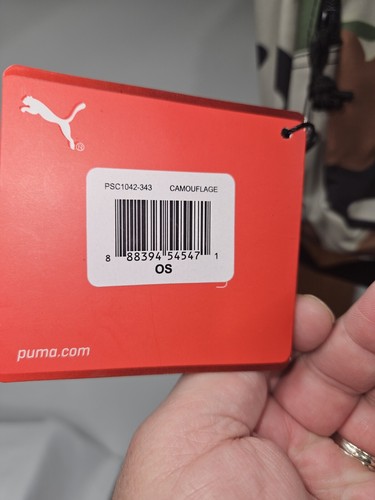 ®
PSC1042-343 CAMOUFLAGE
8 88394 54547 1
OS
puma.com